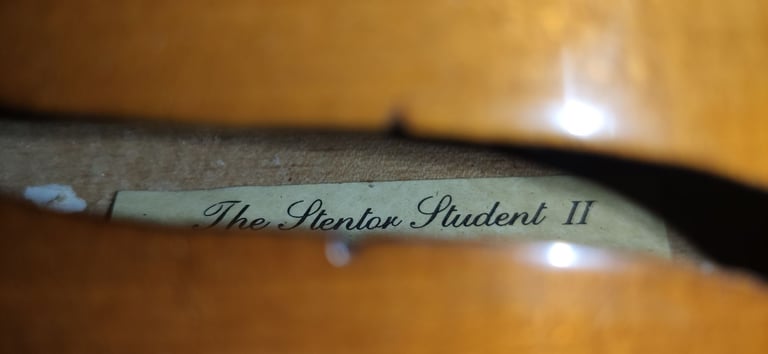 The Stentor Student II